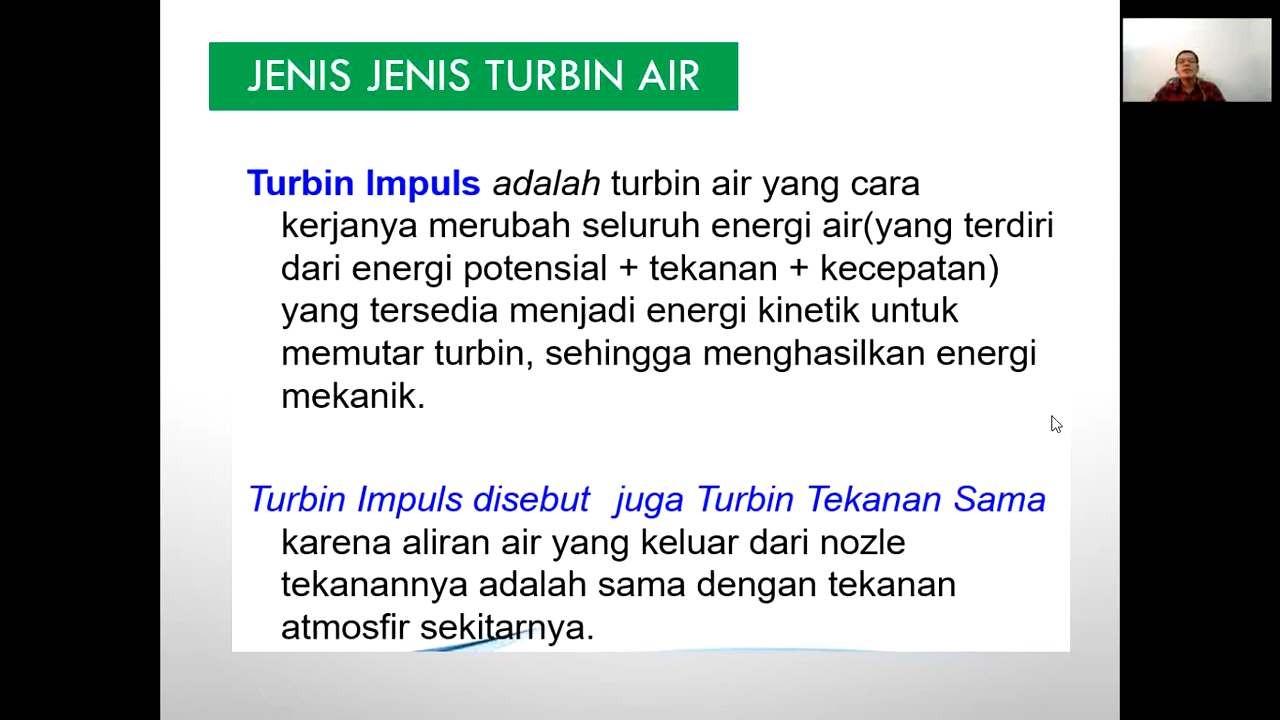 JENIS JENIS TURBIN AIR
Turbin Impuls adalah turbin air yang cara
kerjanya merubah seluruh energi air(yang terdiri
dari energi potensial + tekanan + kecepatan)
yang tersedia menjadi energi kinetik untuk
memutar turbin, sehingga menghasilkan energi
mekanik.
Turbin Impuls disebut juga Turbin Tekanan Sama
karena aliran air yang keluar dari nozle
tekanannya adalah sama dengan tekanan
atmosfir sekitarnya.